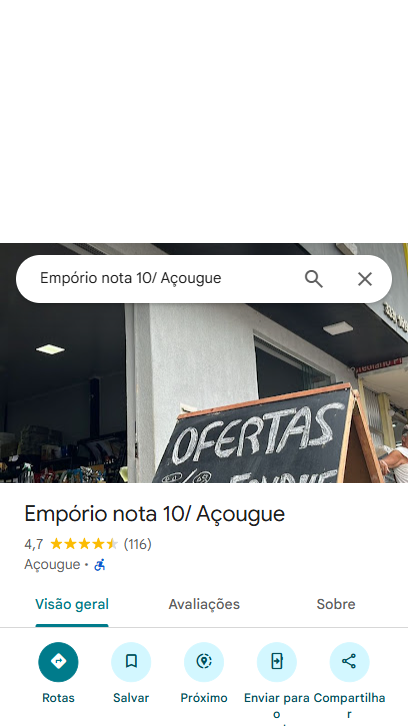 Empório nota 10/ Açougue
OFERTAS
Empório nota 10/ Açougue
4,7 (116)
Açougue ·
Visão geral Avaliações Sobre
Rotas Salvar Próximo Enviar para o Compartilhar